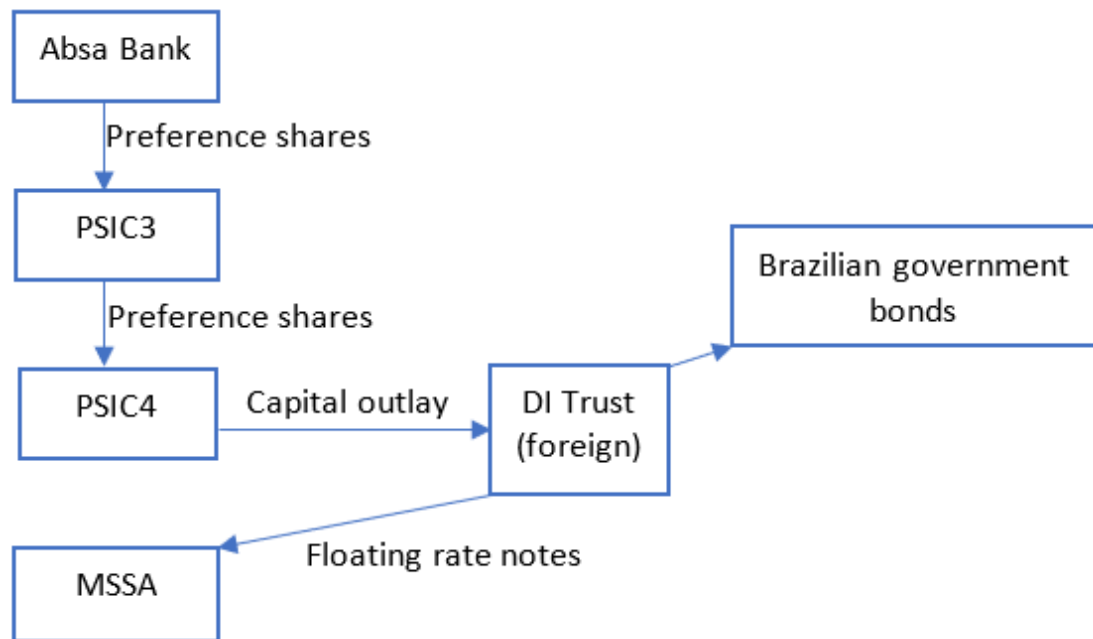 Absa Bank
Preference shares
PSIC3
Preference shares
PSIC4
Capital outlay
DI Trust
(foreign)
Brazilian government
bonds
Floating rate notes
MSSA